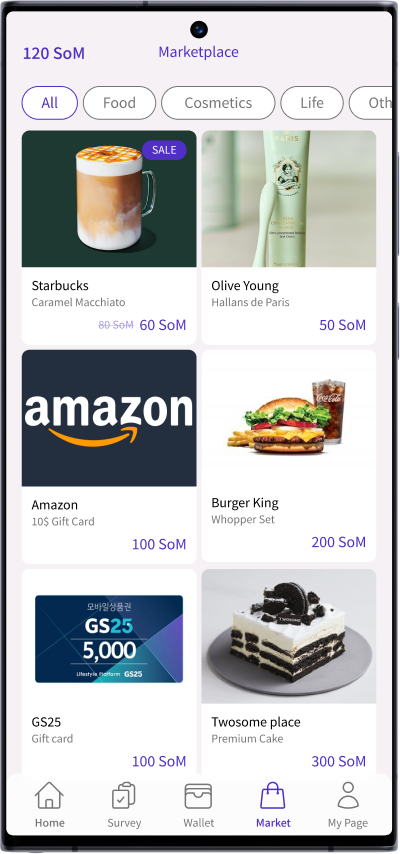 120 SoM
Marketplace
All
Food
Cosmetics
Life
Oth
SALE
Starbucks
Caramel Macchiato
80 SoM 60 SoM
Olive Young
Hallans de Paris
50 SoM
amazon
Amazon
10$ Gift Card
100 SoM
Coca-Cola
Burger King
Whopper Set
200 SoM
모바일상품권
GS25
5,000
Lifestyle Platform GS25
GS25
Gift card
100 SoM
TWOSOME
Twosome place
Premium Cake
300 SoM
Home
Survey
Wallet
Market
My Page